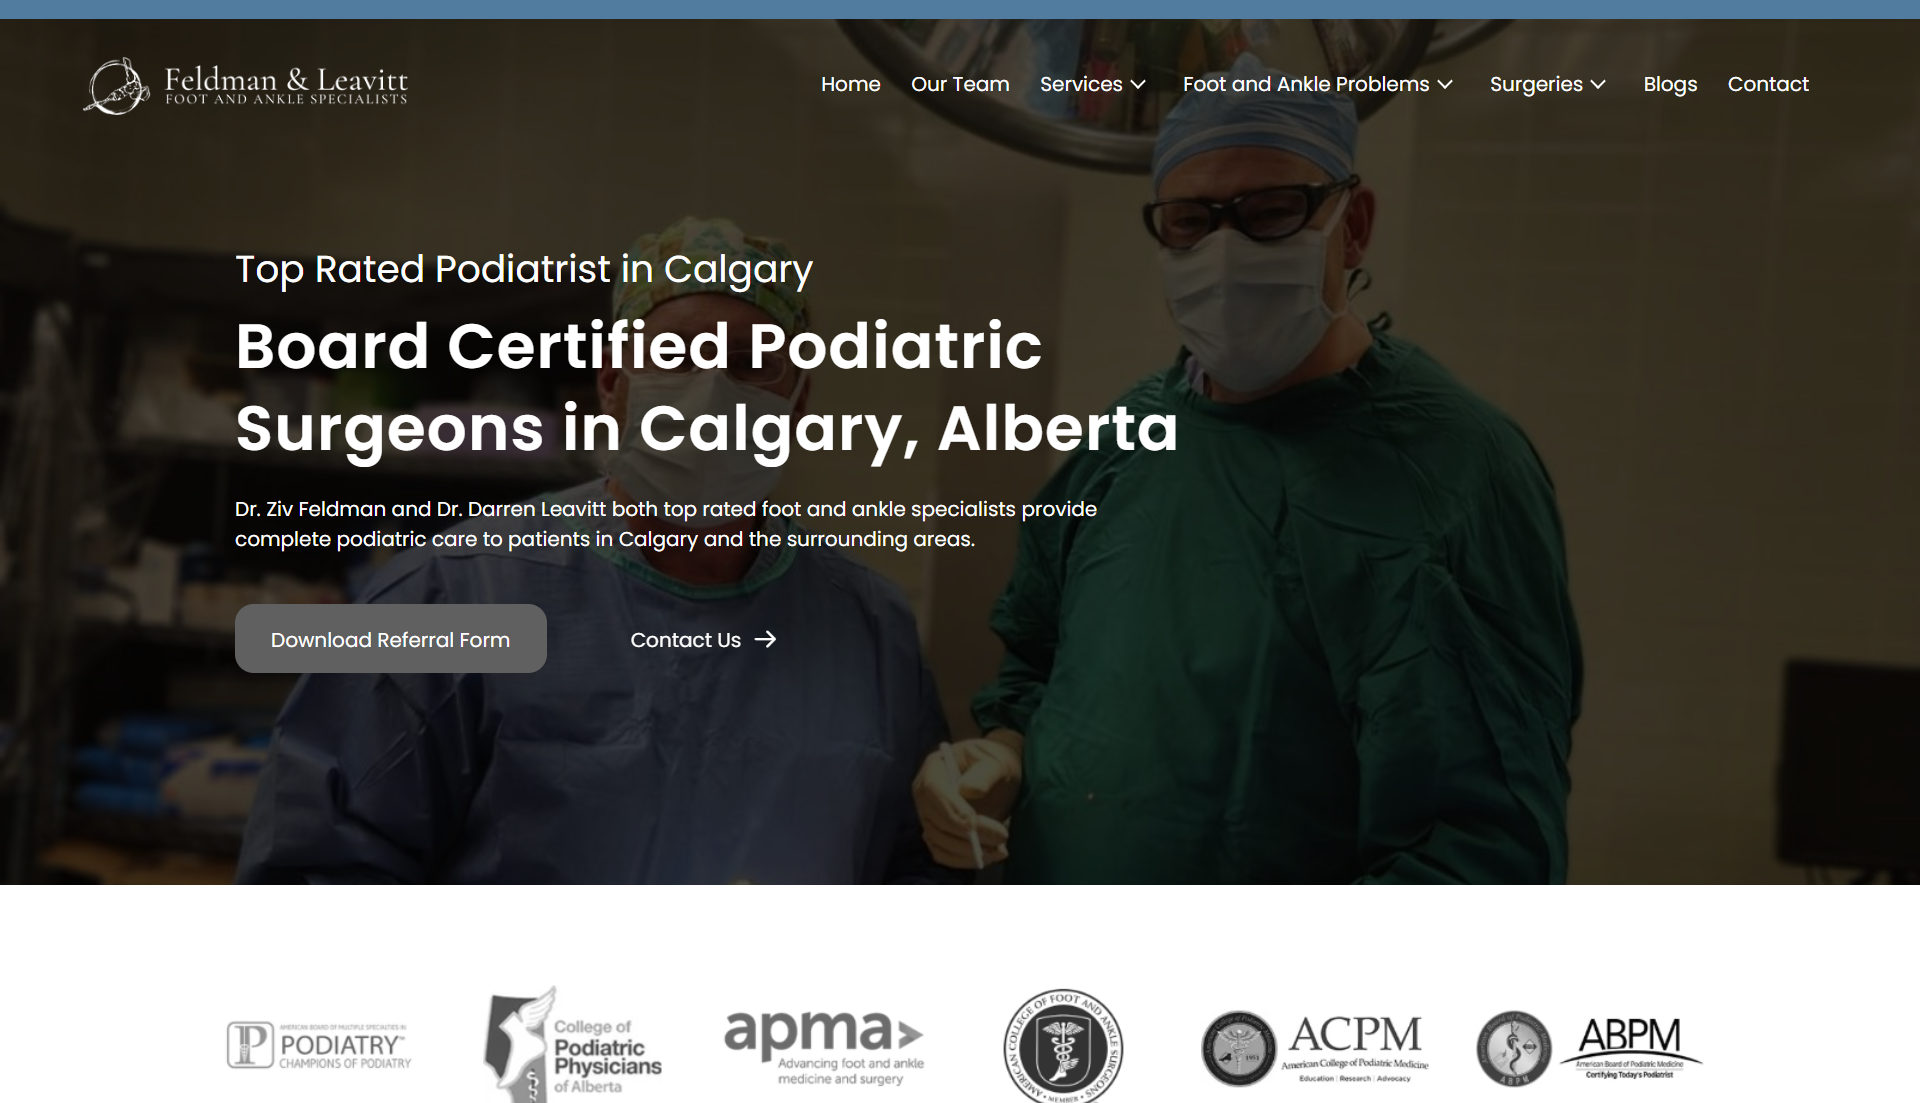 Feldman & Leavitt
FOOT AND ANKLE SPECIALISTS
Home Our Team Services Foot and Ankle Problems Surgeries Blogs Contact
Top Rated Podiatrist in Calgary
Board Certified Podiatric
Surgeons in Calgary, Alberta
Dr. Ziv Feldman and Dr. Darren Leavitt both top rated foot and ankle specialists provide
complete podiatric care to patients in Calgary and the surrounding areas.
Download Referral Form
Contact Us
AMERICAN BOARD OF MULTIPLE SPECIALTIES IN
PODIATRY™
CHAMPIONS OF PODIATRY
College of
Podiatric
Physicians
of Alberta
apma
Advancing foot and ankle
medicine and surgery
AMERICAN COLLEGE OF FOOT AND ANKLE SURGEONS
• MEMBER •
ACPM
American College of Podiatric Medicine
Education | Research | Advocacy
1951
ABPM
American Board of Podiatric Medicine
Certifying Today's Podiatrist
ABPM